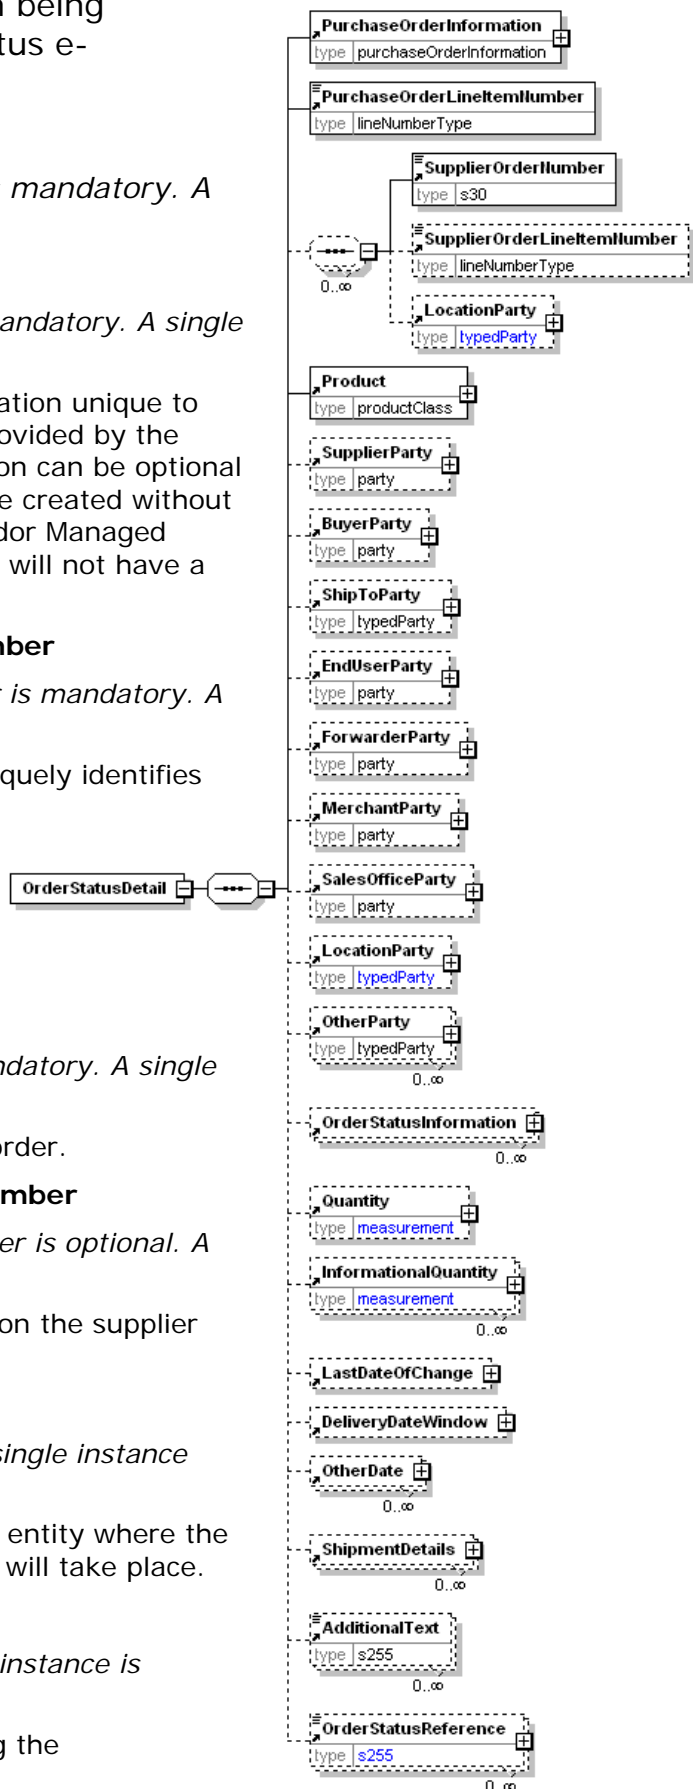 being
tus e-
mandatory. A
andatory. A single
ation unique to
ovided by the
on can be optional
e created without
dor Managed
will not have a
nber
r is mandatory. A
quely identifies
ndatory. A single
order.
mber
er is optional. A
on the supplier
single instance
entity where the
will take place.
instance is
g the
OrderStatusDetail
PurchaseOrderInformation
type purchaseOrderInformation
PurchaseOrderLineItemNumber
type lineNumberType
0..∞
SupplierOrderNumber
type s30
SupplierOrderLineItemNumber
type lineNumberType
LocationParty
type typedParty
Product
type productClass
SupplierParty
type party
BuyerParty
type party
ShipToParty
type typedParty
EndUserParty
type party
ForwarderParty
type party
MerchantParty
type party
SalesOfficeParty
type party
LocationParty
type typedParty
OtherParty
type typedParty
0..∞
OrderStatusInformation
0..∞
Quantity
type measurement
InformationalQuantity
type measurement
0..∞
LastDateOfChange
DeliveryDateWindow
OtherDate
0..∞
ShipmentDetails
0..∞
AdditionalText
type s255
0..∞
OrderStatusReference
type s255
0..∞